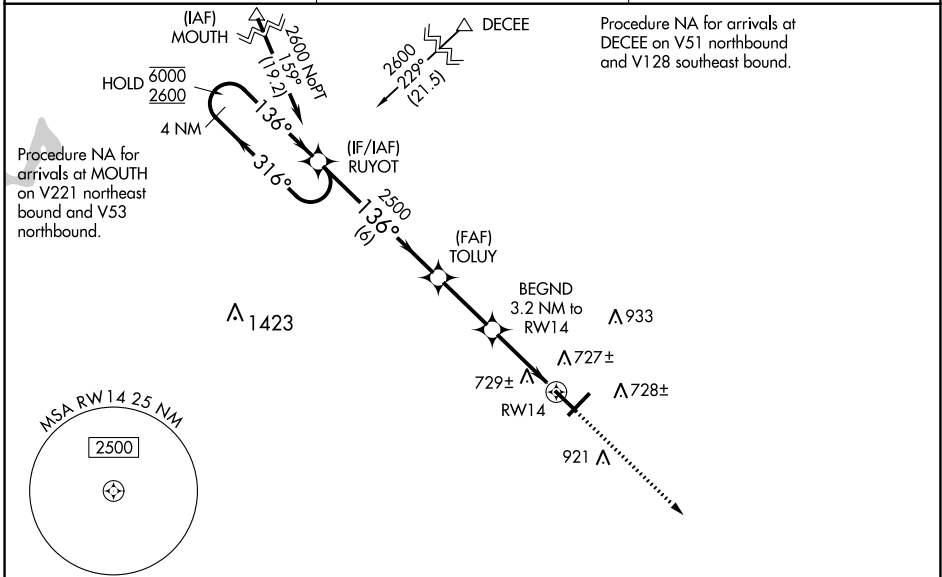 (IAF)
MOUTH
2600 NoPT
159°
(19.2)
DECEE
2600
229°
(21.5)
Procedure NA for arrivals at
DECEE on V51 northbound
and V128 southeast bound.
HOLD 6000
2600
4 NM
136°
316°
(IF/IAF)
RUYOT
Procedure NA for
arrivals at MOUTH
on V221 northeast
bound and V53
northbound.
2500
136°
(6)
(FAF)
TOLUY
BEGND
3.2 NM to
RW14
1423
933
727±
729±
728±
RW14
921
MSA RW14 25 NM
2500